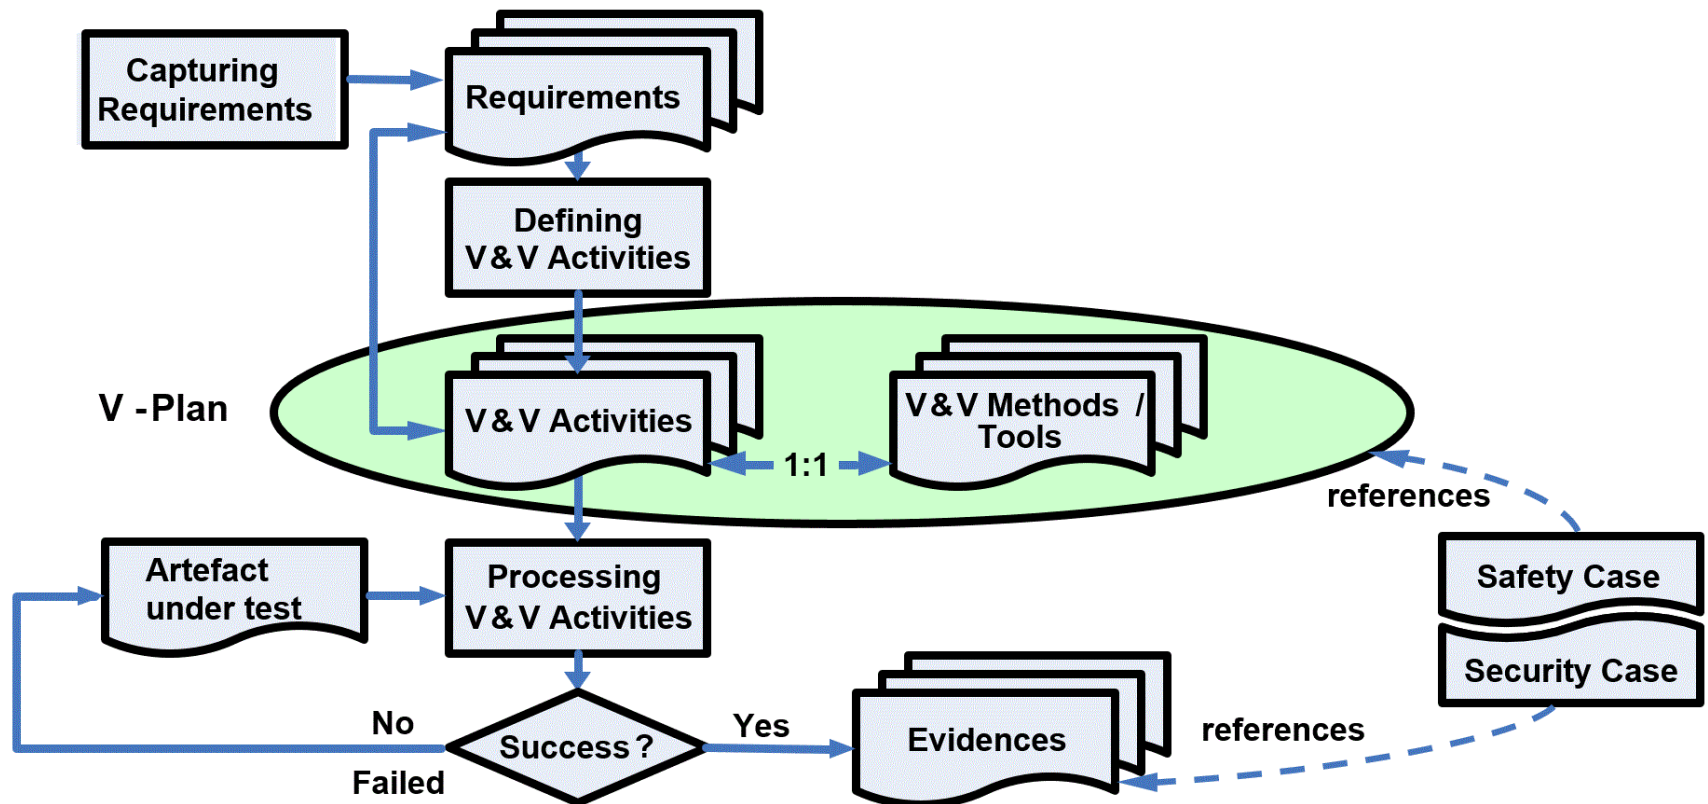 Capturing
Requirements
Requirements
Defining
V & V Activities
V -Plan
V & V Activities
V & V Methods /
Tools
1:1
references
Artefact
under test
Processing
V & V Activities
Safety Case
Security Case
No
Failed
Success ?
Yes
Evidences
references